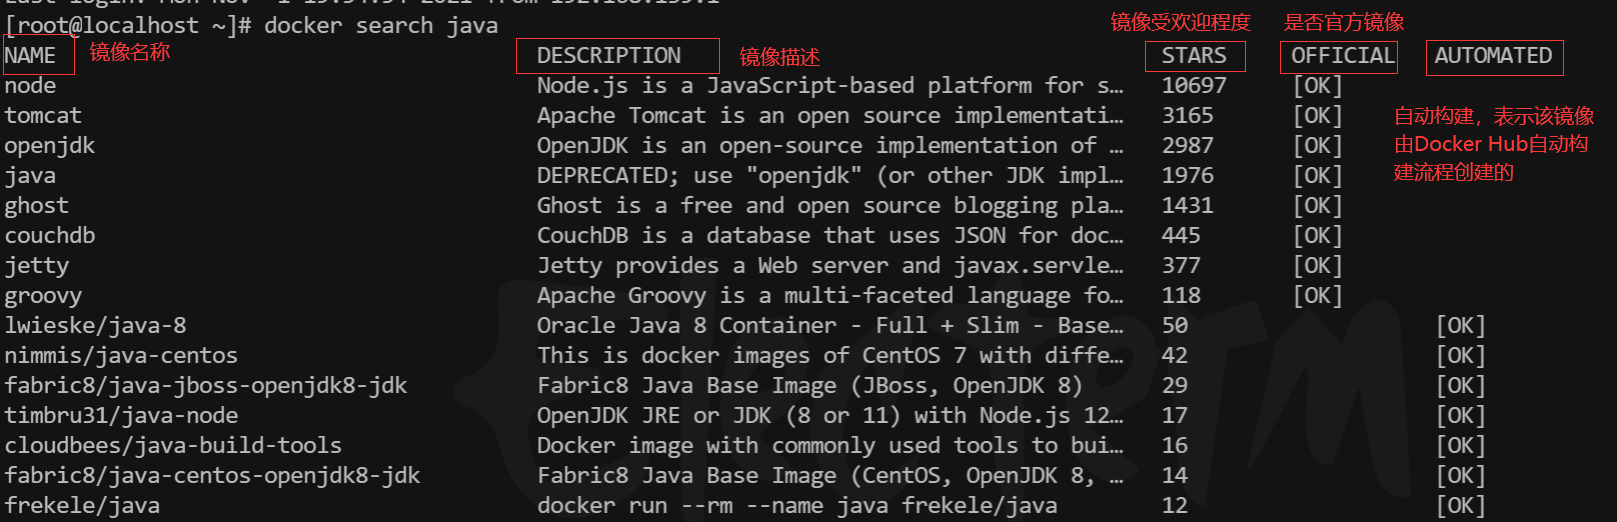 [root@localhost ~]# docker search java
镜像受欢迎程度 是否官方镜像
NAME 镜像名称 DESCRIPTION 镜像描述 STARS OFFICIAL AUTOMATED
node Node.js is a JavaScript-based platform for s… 10697 [OK]
tomcat Apache Tomcat is an open source implementati… 3165 [OK]
自动构建，表示该镜像
openjdk OpenJDK is an open-source implementation of … 2987 [OK]
由Docker Hub自动构
java DEPRECATED; use "openjdk" (or other JDK impl… 1976 [OK]
建流程创建的
ghost Ghost is a free and open source blogging pla… 1431 [OK]
couchdb CouchDB is a database that uses JSON for doc… 445 [OK]
jetty Jetty provides a Web server and javax.servle… 377 [OK]
groovy Apache Groovy is a multi-faceted language fo… 118 [OK]
lwieske/java-8 Oracle Java 8 Container - Full + Slim - Base… 50 [OK]
nimmis/java-centos This is docker images of CentOS 7 with diffe… 42 [OK]
fabric8/java-jboss-openjdk8-jdk Fabric8 Java Base Image (JBoss, OpenJDK 8) 29 [OK]
timbru31/java-node OpenJDK JRE or JDK (8 or 11) with Node.js 12… 17 [OK]
cloudbees/java-build-tools Docker image with commonly used tools to bui… 16 [OK]
fabric8/java-centos-openjdk8-jdk Fabric8 Java Base Image (CentOS, OpenJDK 8, … 14 [OK]
frekele/java docker run --rm --name java frekele/java 12 [OK]